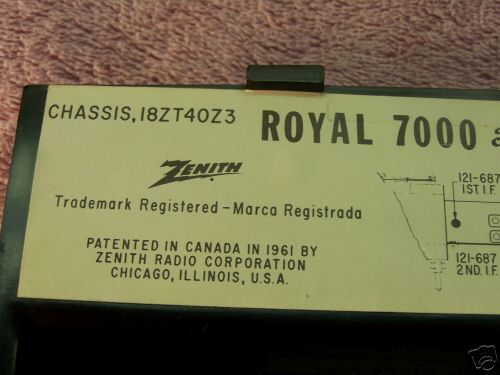 CHASSIS, 18ZT40Z3
ROYAL 7000
ZENITH
Trademark Registered - Marca Registrada
PATENTED IN CANADA IN 1961 BY
ZENITH RADIO CORPORATION
CHICAGO, ILLINOIS, U.S.A.
121-687
1ST. I.F.
121-687
2ND. I.F.